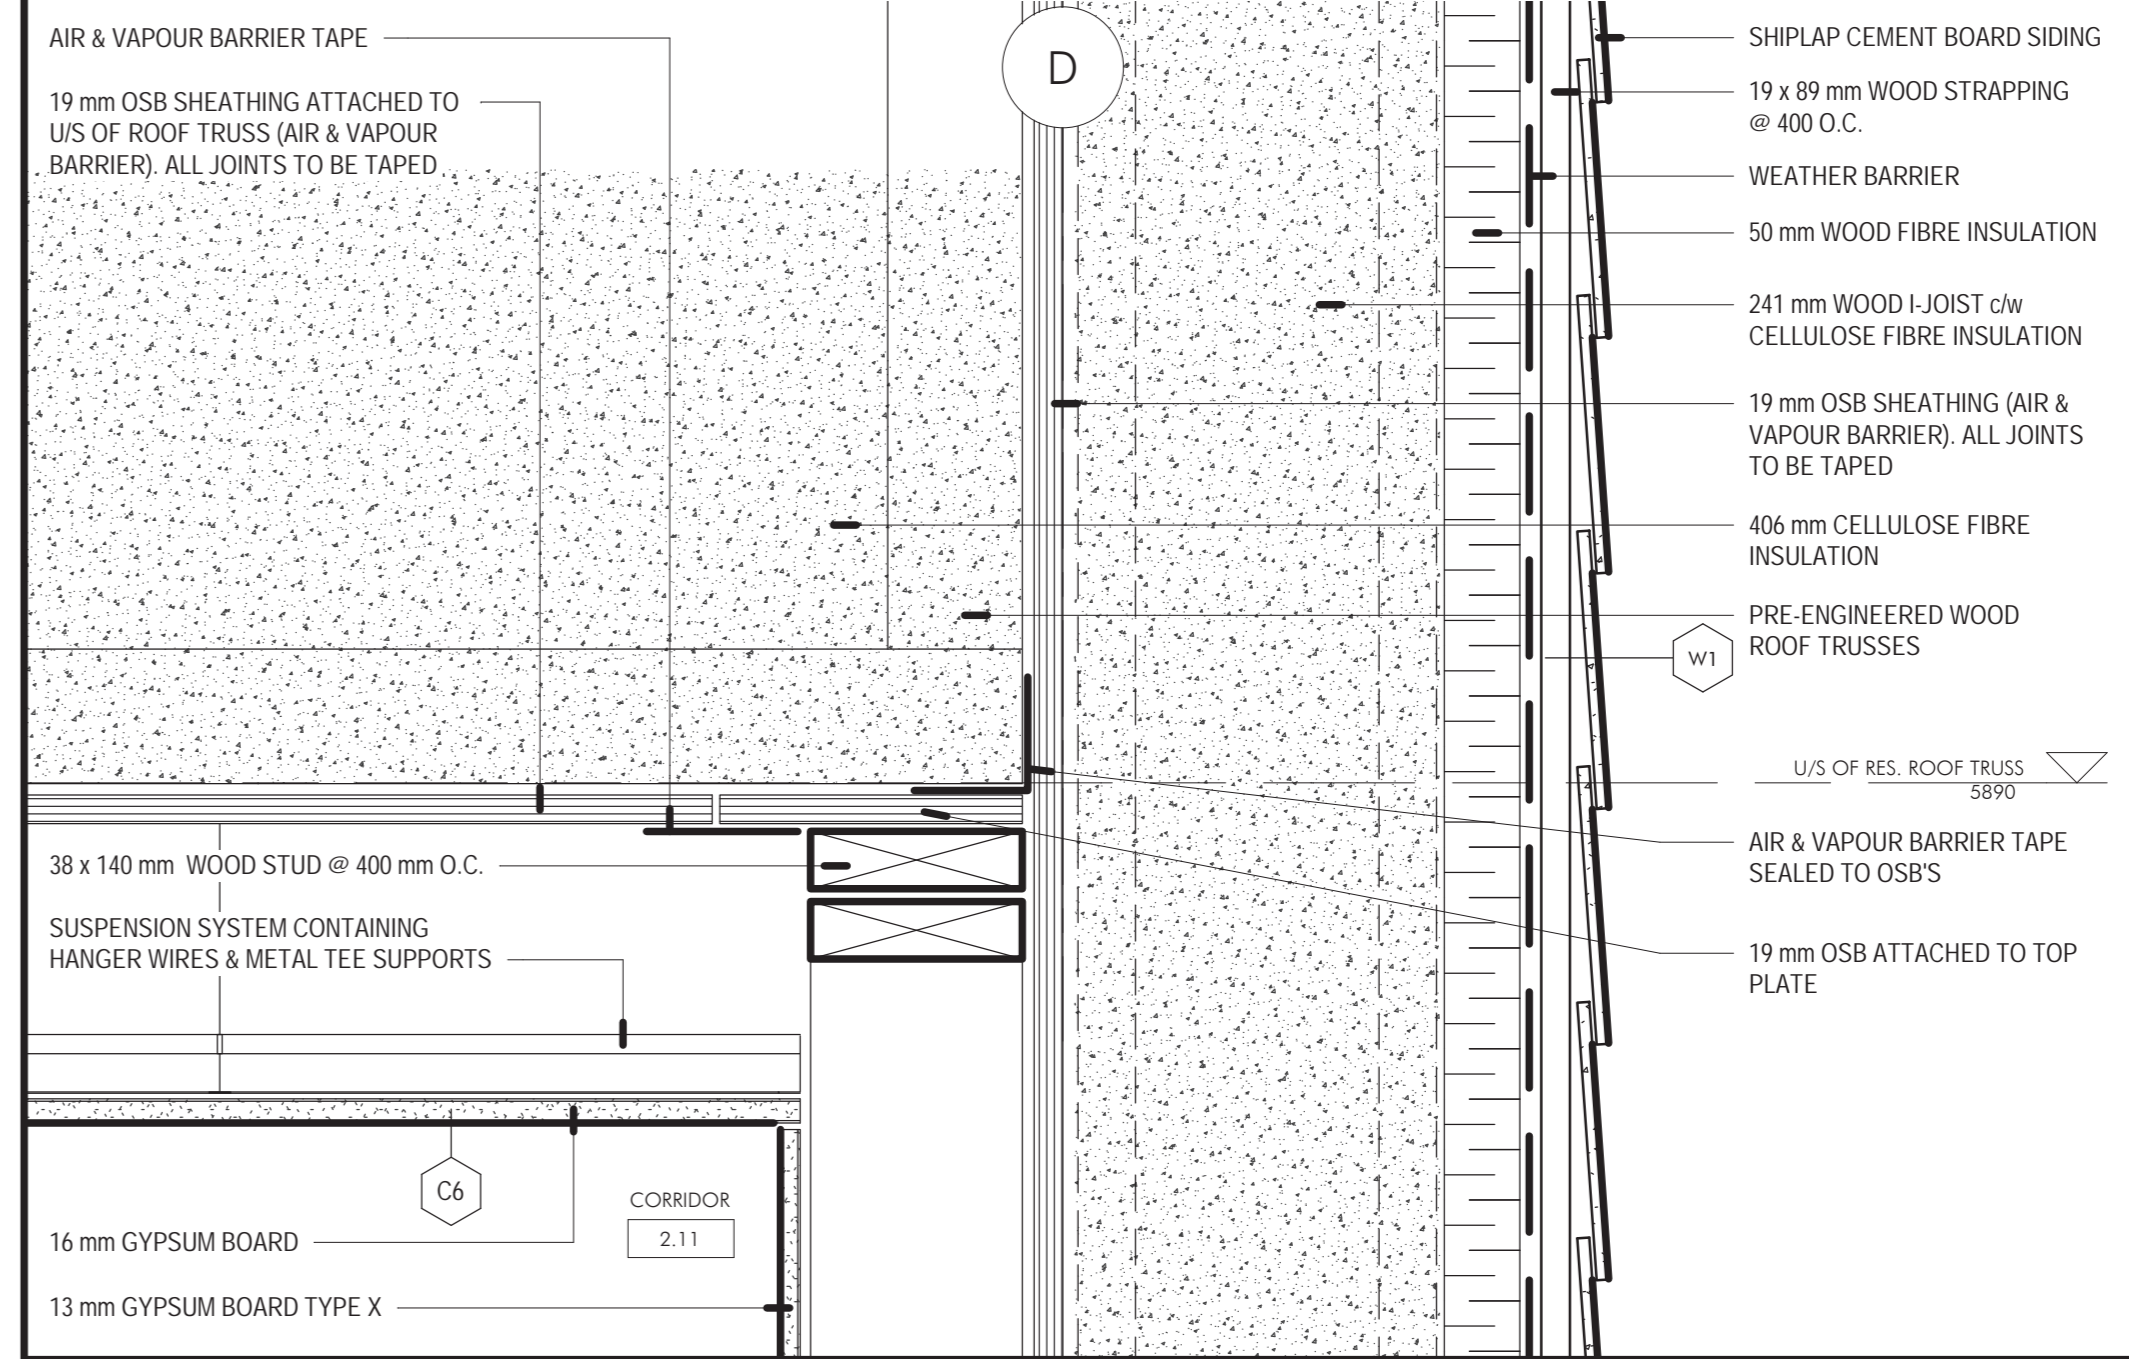 AIR & VAPOUR BARRIER TAPE
19 mm OSB SHEATHING ATTACHED TO
U/S OF ROOF TRUSS (AIR & VAPOUR
BARRIER). ALL JOINTS TO BE TAPED
38 x 140 mm WOOD STUD @ 400 mm O.C.
SUSPENSION SYSTEM CONTAINING
HANGER WIRES & METAL TEE SUPPORTS
C6
16 mm GYPSUM BOARD
13 mm GYPSUM BOARD TYPE X
CORRIDOR
2.11
D
SHIPLAP CEMENT BOARD SIDING
19 x 89 mm WOOD STRAPPING
@ 400 O.C.
WEATHER BARRIER
50 mm WOOD FIBRE INSULATION
241 mm WOOD I-JOIST c/w
CELLULOSE FIBRE INSULATION
19 mm OSB SHEATHING (AIR &
VAPOUR BARRIER). ALL JOINTS
TO BE TAPED
406 mm CELLULOSE FIBRE
INSULATION
PRE-ENGINEERED WOOD
ROOF TRUSSES
W1
U/S OF RES. ROOF TRUSS
5890
AIR & VAPOUR BARRIER TAPE
SEALED TO OSB'S
19 mm OSB ATTACHED TO TOP
PLATE